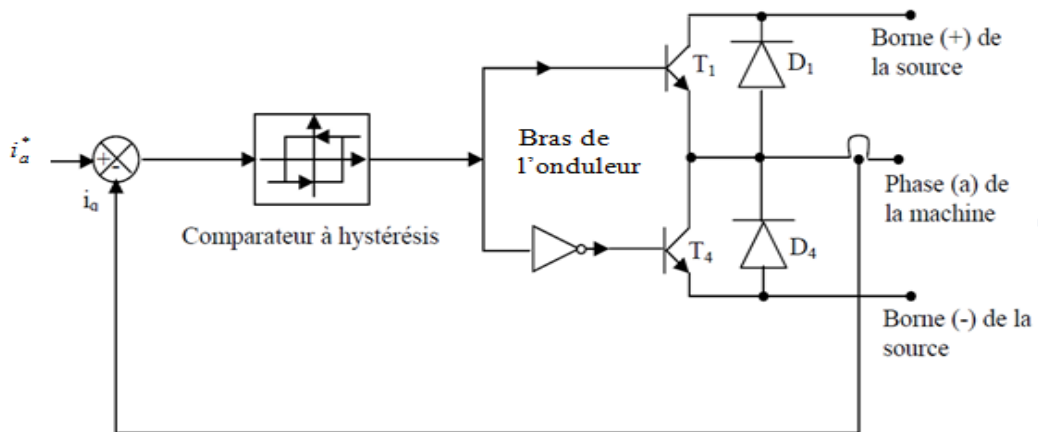 Borne (+) de
la source
T1
D1
i*a
+
-
ia
Comparateur à hystérésis
Bras de
l'onduleur
Phase (a) de
la machine
T4
D4
Borne (-) de la
source